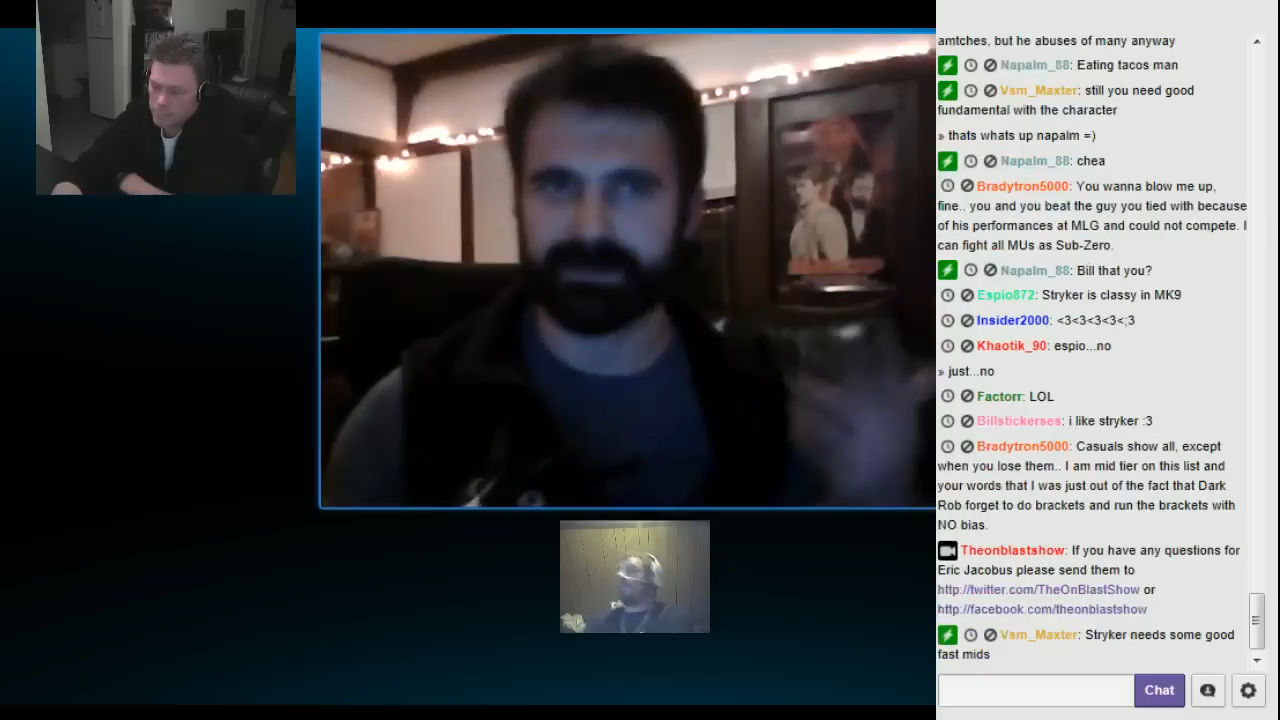 amtches, but he abuses of many anyway
Napalm_88: Eating tacos man
Vsm_Maxter: still you need good
fundamental with the character
» thats whats up napalm =)
Napalm_88: chea
Bradytron5000: You wanna blow me up,
fine.. you and you beat the guy you tied with because
of his performances at MLG and could not compete. I
can fight all MUs as Sub-Zero.
Napalm_88: Bill that you?
Espio872: Stryker is classy in MK9
Insider2000: <3<3<3<3<;3
Khaotik_90: espio...no
» just...no
Factorr: LOL
Billstickerses: i like stryker :3
Bradytron5000: Casuals show all, except
when you lose them.. I am mid tier on this list and
your words that I was just out of the fact that Dark
Rob forget to do brackets and run the brackets with
NO bias.
Theonblastshow: If you have any questions for
Eric Jacobus please send them to
http://twitter.com/TheOnBlastShow or
http://facebook.com/theonblastshow
Vsm_Maxter: Stryker needs some good
fast mids
Chat